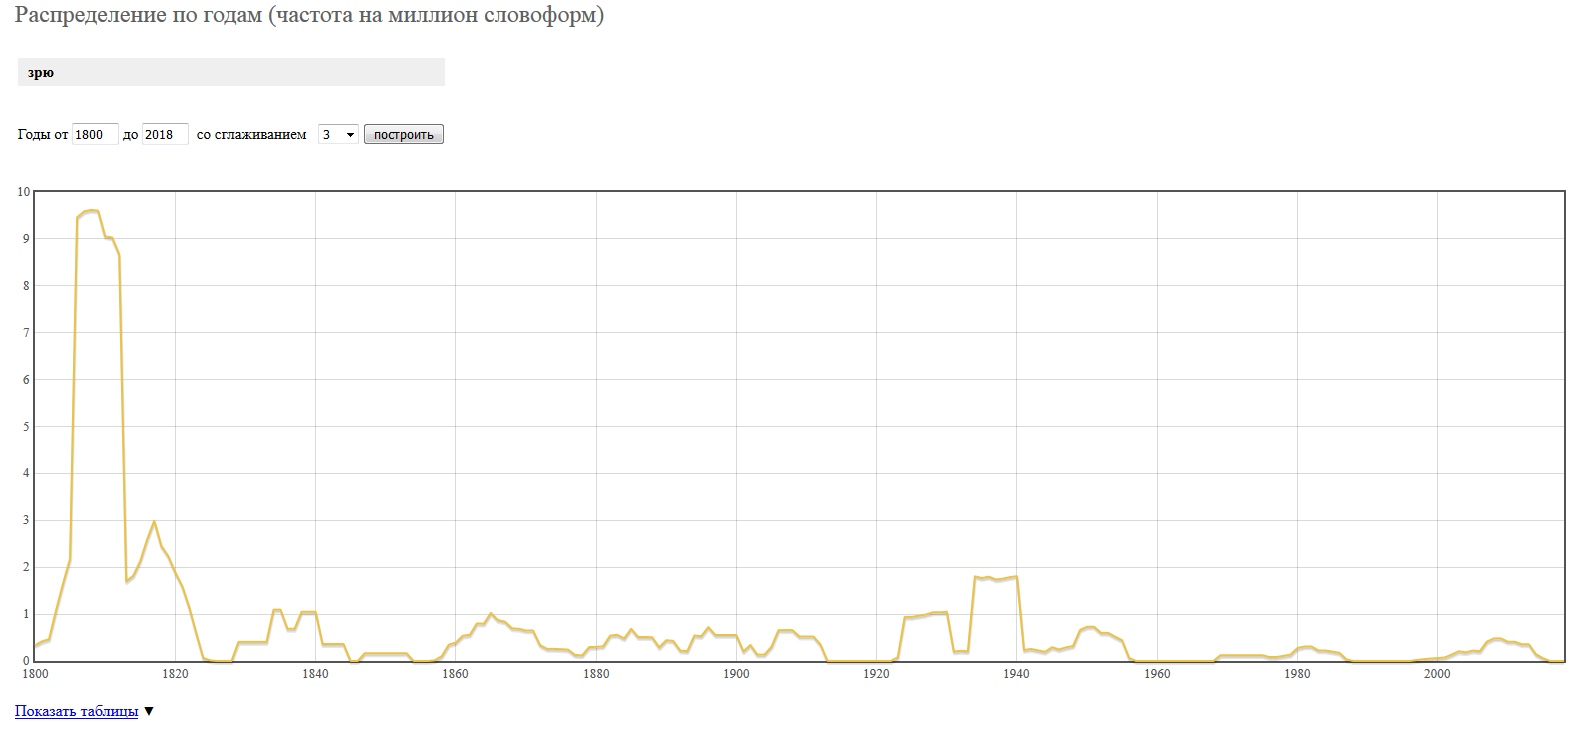 Распределение по годам (частота на миллион словоформ)
зрю
Годы от 1800 до 2018 со сглаживанием 3 построить
10
9
8
7
6
5
4
3
2
1
0
1800 1820 1840 1860 1880 1900 1920 1940 1960 1980 2000
Показать таблицы ▼